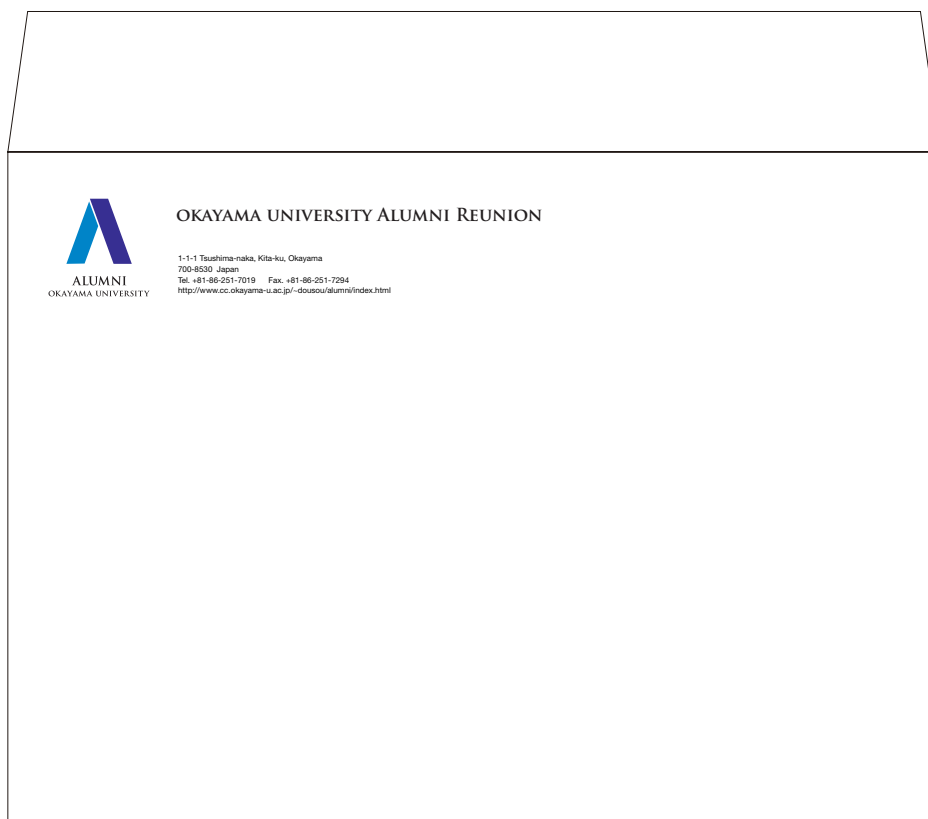 OKAYAMA UNIVERSITY ALUMNI REUNION
1-1-1 Tsushima-naka, Kita-ku, Okayama
700-8530 Japan
Tel. +81-86-251-7019 Fax. +81-86-251-7294
http://www.cc.okayama-u.ac.jp/~dousou/alumni/index.html
ALUMNI
OKAYAMA UNIVERSITY